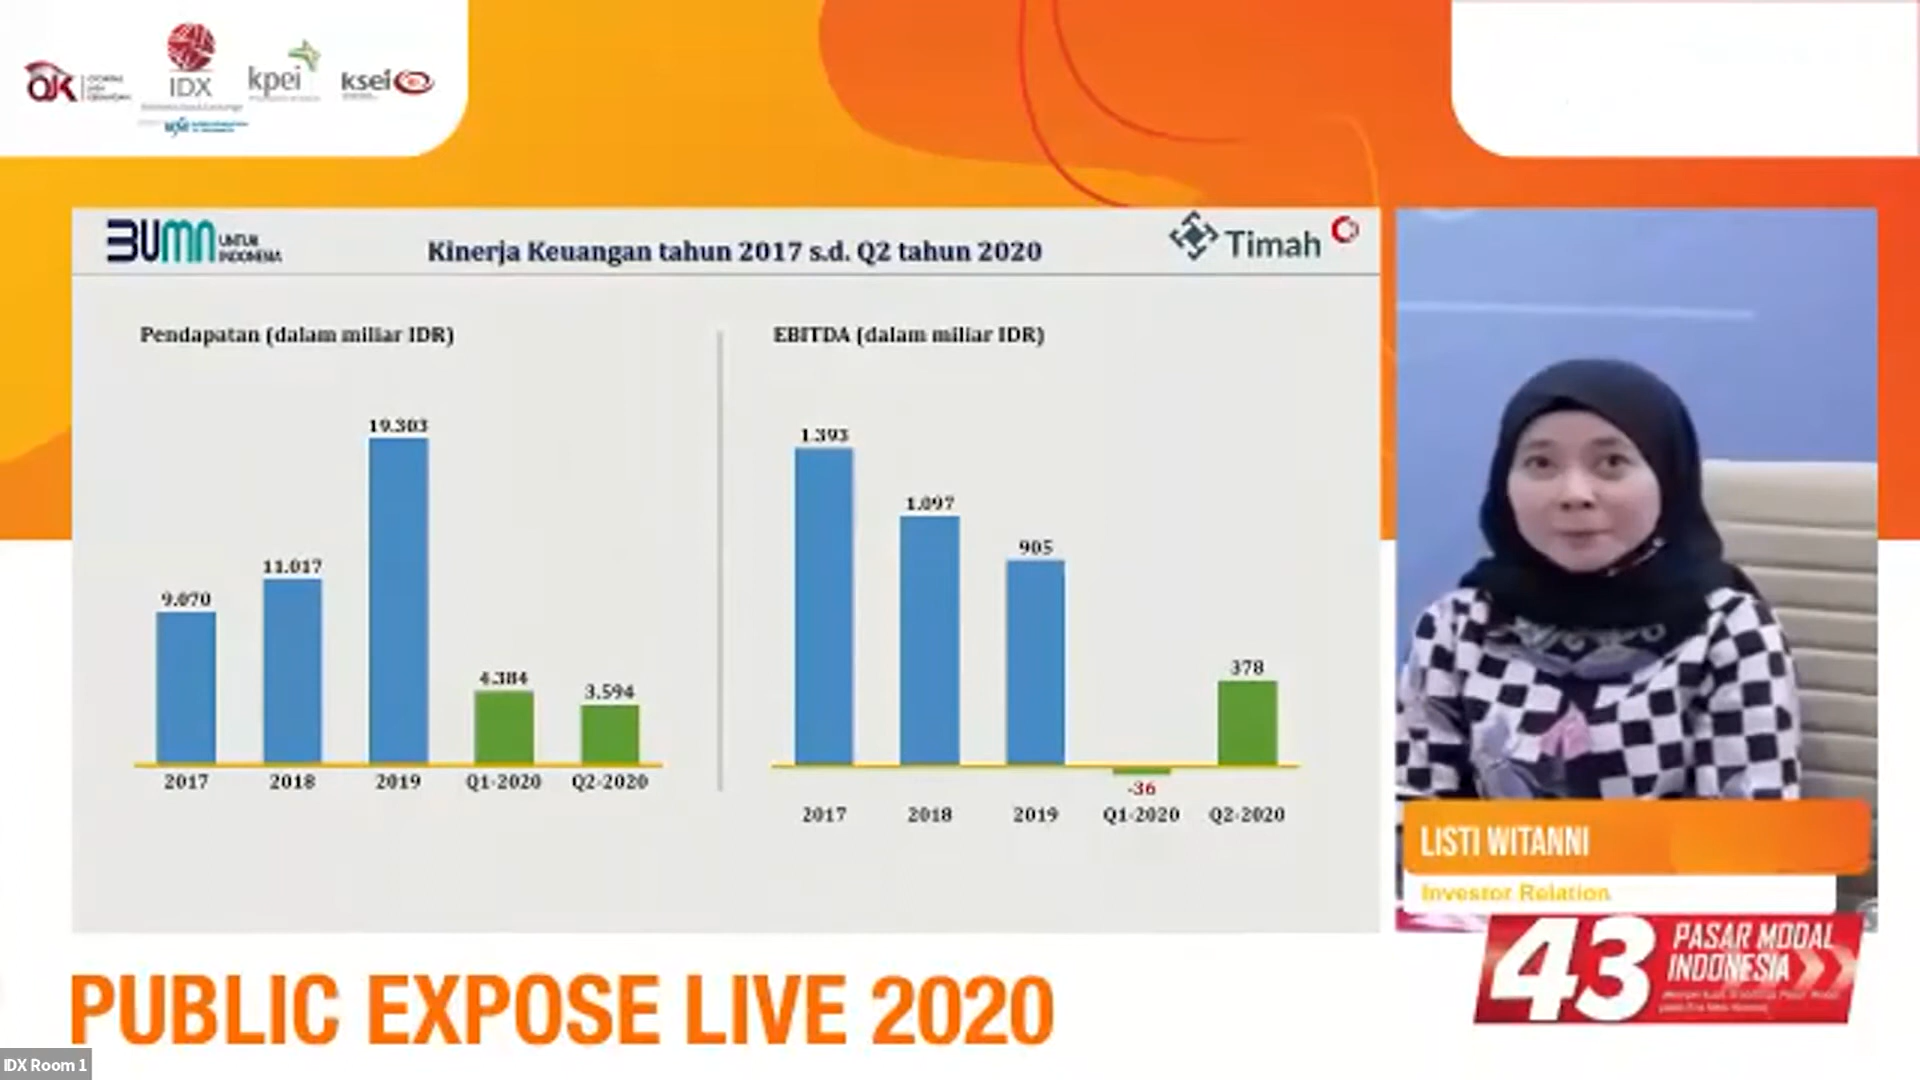 OJK
IDX
kpei
ksei
BUMN
UNTUK
INDONESIA
Kinerja Keuangan tahun 2017 s.d. Q2 tahun 2020
Timah
Pendapatan (dalam miliar IDR)
9.070
11.017
19.303
4.384
3.594
2017 2018 2019 Q1-2020 Q2-2020
EBITDA (dalam miliar IDR)
1.393
1.097
905
-36
378
2017 2018 2019 Q1-2020 Q2-2020
LISTI WITANNI
Investor Relation
43 PASAR MODAL
INDONESIA
PUBLIC EXPOSE LIVE 2020
IDX Room 1